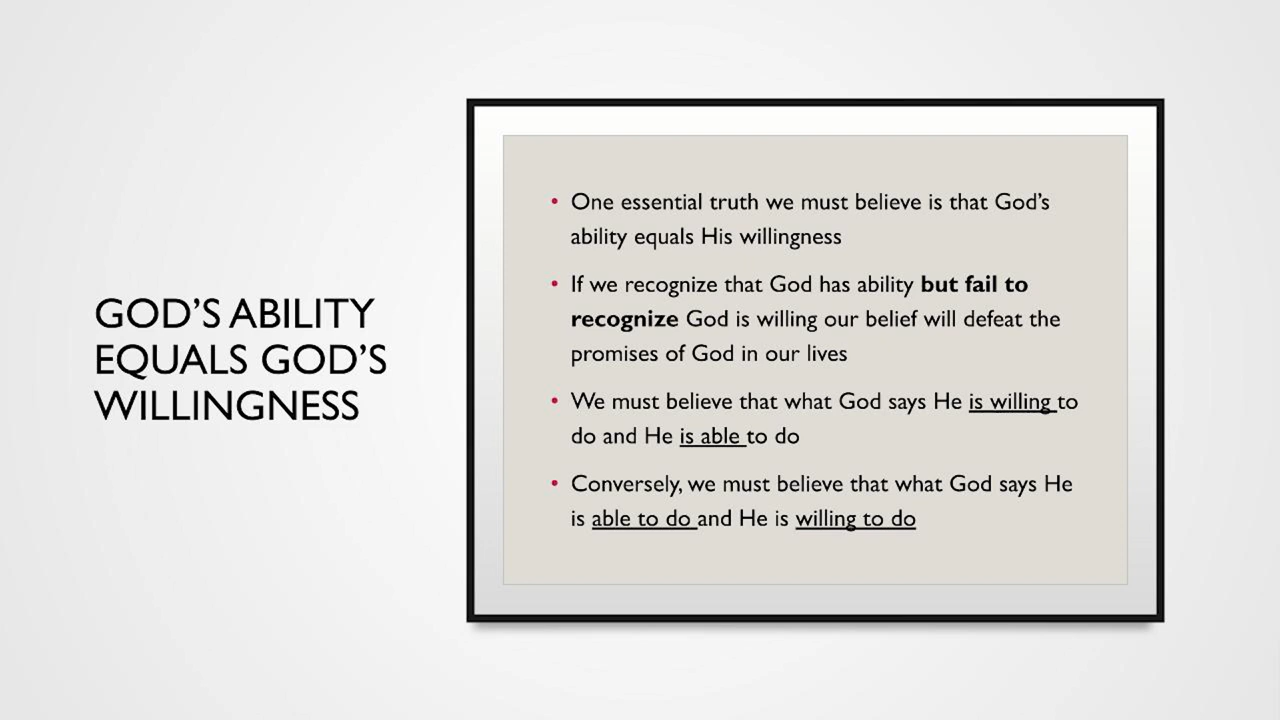 GOD'S ABILITY
EQUALS GOD'S
WILLINGNESS
• One essential truth we must believe is that God's
ability equals His willingness
• If we recognize that God has ability but fail to
recognize God is willing our belief will defeat the
promises of God in our lives
• We must believe that what God says He is willing to
do and He is able to do
• Conversely, we must believe that what God says He
is able to do and He is willing to do